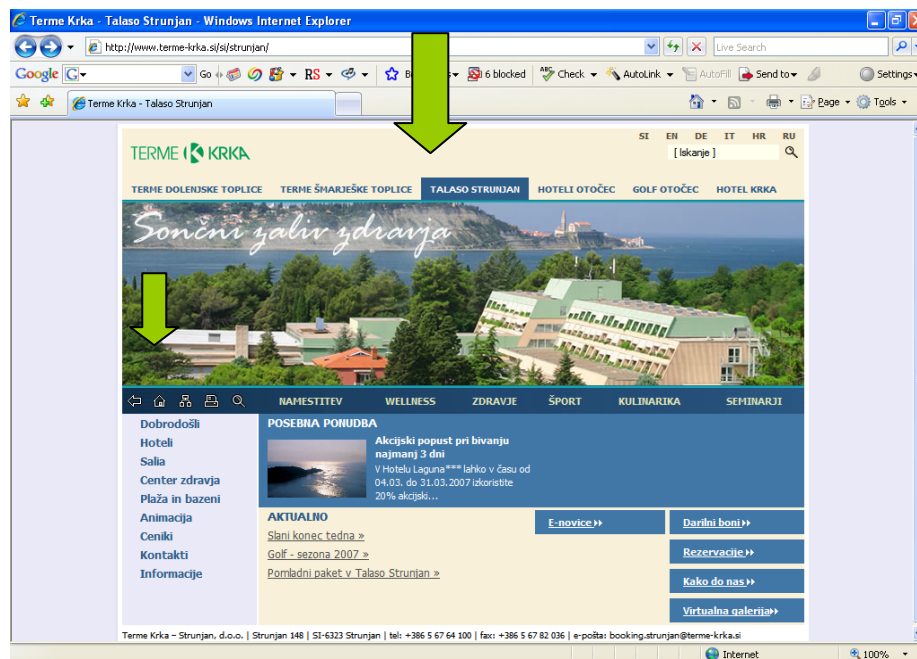 Terme Krka - Talaso Strunjan - Windows Internet Explorer
http://www.terme-krka.si/si/strunjan/
Live Search
Google G Go RS 6 blocked Check AutoLink AutoFill Send to Settings
Terme Krka - Talaso Strunjan
Page Tools
SI EN DE IT HR RU
TERME KRKA
[ Iskanje ]
TERME DOLENJSKE TOPLICE TERME ŠMARJEŠKE TOPLICE TALASO STRUNJAN HOTELI OTOČEC GOLF OTOČEC HOTEL KRKA
Sončni zaliv zdravja
NAMESTITEV WELLNESS ZDRAVJE ŠPORT KULINARIKA SEMINARJI
Dobrodošli
Hoteli
Salia
Center zdravja
Plaža in bazeni
Animacija
Ceniki
Kontakti
Informacije
POSEBNA PONUDBA
Akcijski popust pri bivanju
najmanj 3 dni
V Hotelu Laguna*** lahko v času od
04.03. do 31.03.2007 izkoristite
20% akcijski...
AKTUALNO
Slani konec tedna »
Golf - sezona 2007 »
Pomladni paket v Talaso Strunjan »
E-novice »
Darilni boni »
Rezervacije »
Kako do nas »
Virtualna galerija »
Terme Krka – Strunjan, d.o.o. | Strunjan 148 | SI-6323 Strunjan | tel: +386 5 67 64 100 | fax: +386 5 67 82 036 | e-pošta: booking.strunjan@terme-krka.si
Internet 100%